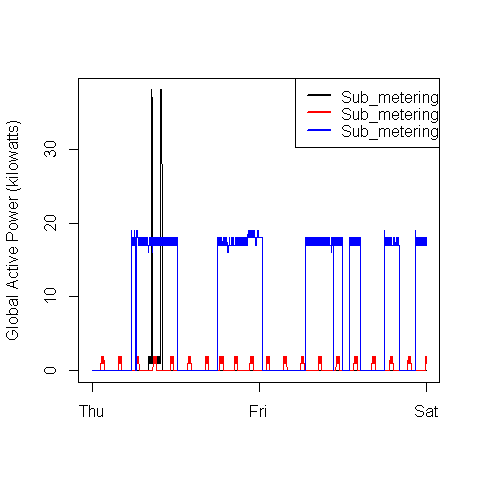 Global Active Power (kilowatts)
30
20
10
0
Sub_metering
Sub_metering
Sub_metering
Thu Fri Sat